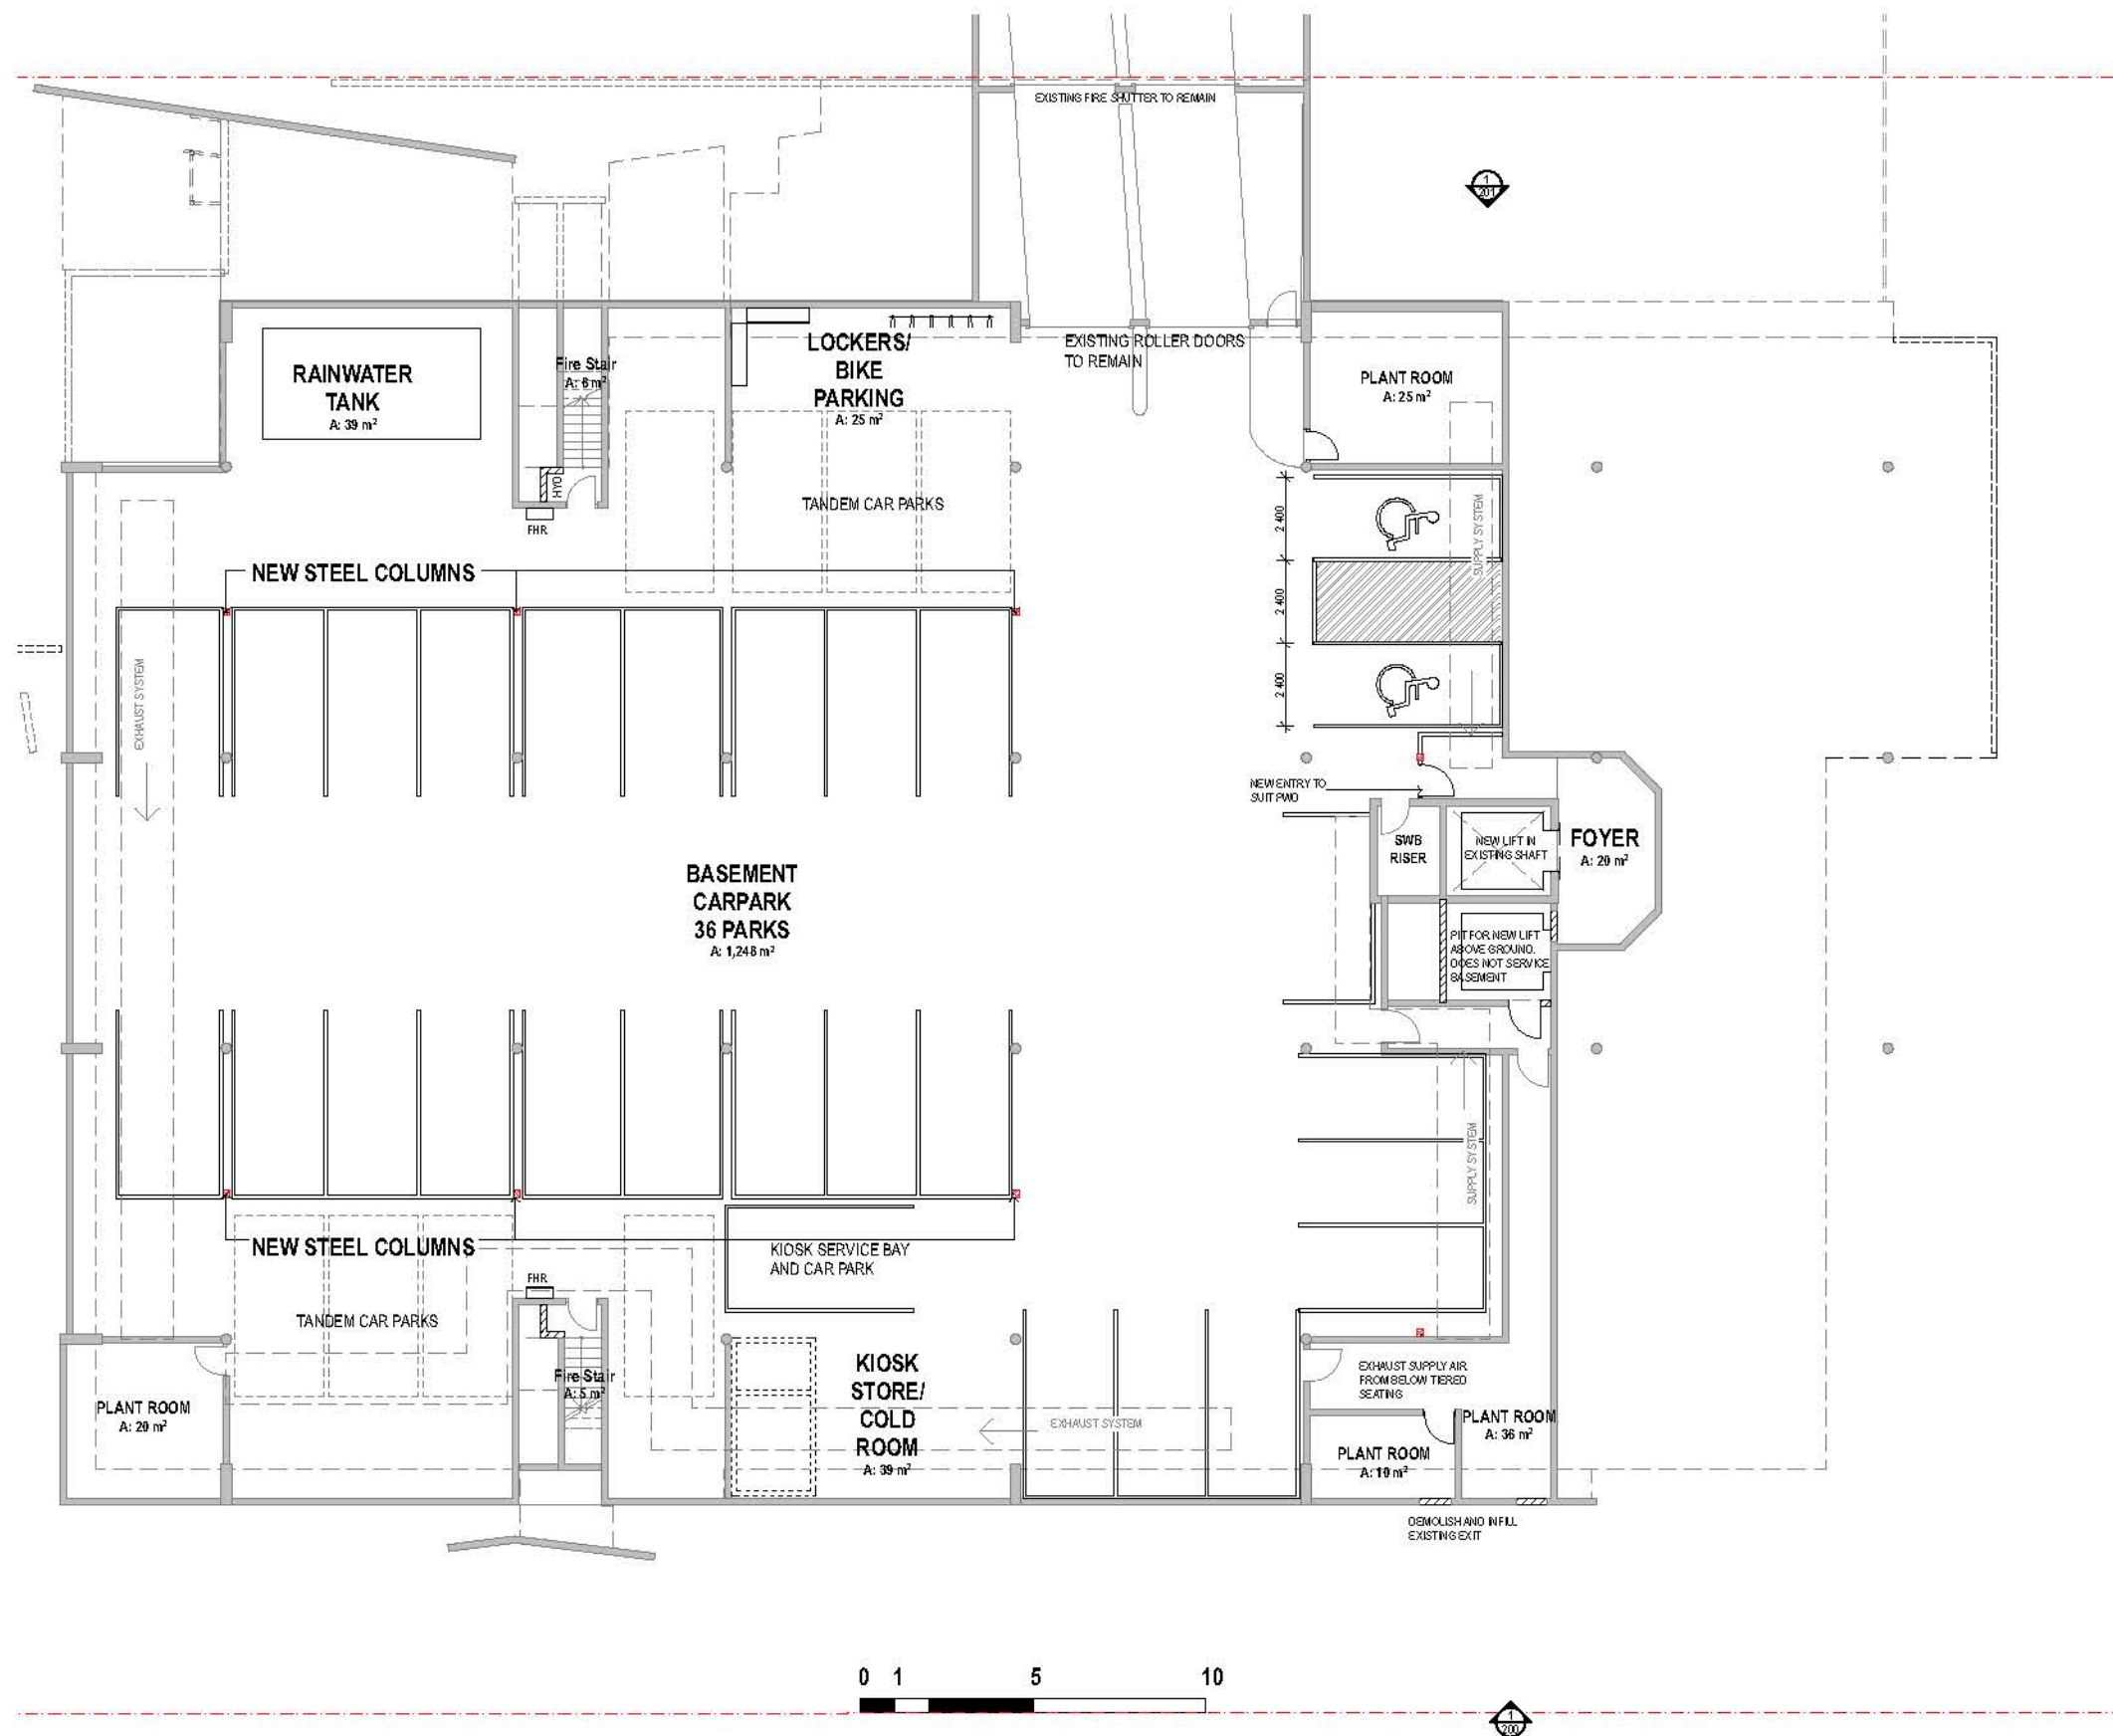 EXISTING FIRE SHUTTER TO REMAIN
1
201
RAINWATER
TANK
A: 39 m²
Fire Stair
A: 6 m²
LOCKERS/
BIKE
PARKING
A: 25 m²
EXISTING ROLLER DOORS
TO REMAIN
PLANT ROOM
A: 25 m²
HYD
FHR
TANDEM CAR PARKS
2 400
SUPPLY SYSTEM
NEW STEEL COLUMNS
2 400
EXHAUST SYSTEM
2 400
NEW ENTRY TO
SUIT PWD
SWB
RISER
NEW LIFT IN
EXISTING SHAFT
FOYER
A: 20 m²
BASEMENT
CARPARK
36 PARKS
A: 1,248 m²
PIT FOR NEW LIFT
ABOVE GROUND.
DOES NOT SERVICE
BASEMENT
SUPPLY SYSTEM
NEW STEEL COLUMNS
KIOSK SERVICE BAY
AND CAR PARK
FHR
TANDEM CAR PARKS
Fire Stair
A: 5 m²
KIOSK
STORE/
COLD
ROOM
A: 39 m²
EXHAUST SUPPLY AIR
FROM BELOW TIERED
SEATING
PLANT ROOM
A: 20 m²
EXHAUST SYSTEM
PLANT ROOM
A: 36 m²
PLANT ROOM
A: 10 m²
DEMOLISH AND INFILL
EXISTING EXIT
0 1 5 10
1
200